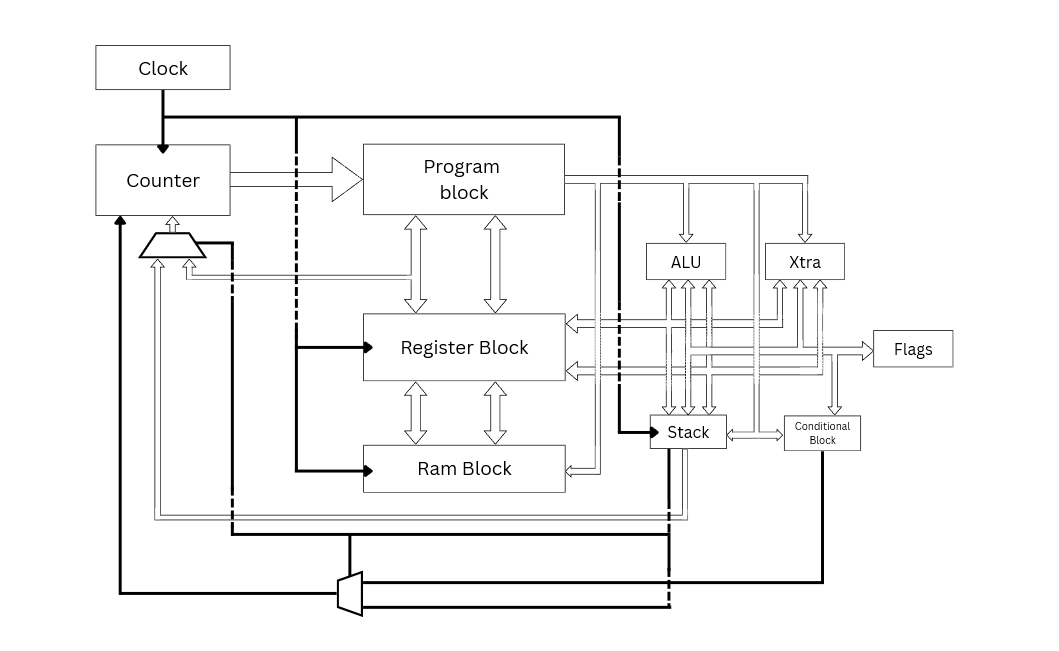 Clock
Counter
Program
block
ALU
Xtra
Register Block
Flags
Stack
Conditional
Block
Ram Block